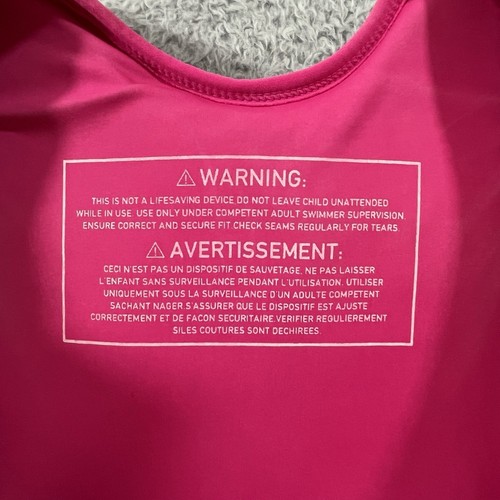 ⚠ WARNING:
THIS IS NOT A LIFESAVING DEVICE DO NOT LEAVE CHILD UNATTENDED
WHILE IN USE. USE ONLY UNDER COMPETENT ADULT SWIMMER SUPERVISION.
ENSURE CORRECT AND SECURE FIT.CHECK SEAMS REGULARLY FOR TEARS.
⚠ AVERTISSEMENT:
CECI N'EST PAS UN DISPOSITIF DE SAUVETAGE. NE PAS LAISSER
L'ENFANT SANS SURVEILLANCE PENDANT L'UTILISATION. UTILISER
UNIQUEMENT SOUS LA SURVEILLANCE D'UN ADULTE COMPETENT
SACHANT NAGER.S'ASSURER QUE LE DISPOSITIF EST AJUSTE
CORRECTEMENT ET DE FACON SECURITAIRE.VERIFIER REGULIEREMENT
SILES COUTURES SONT DECHIREES.